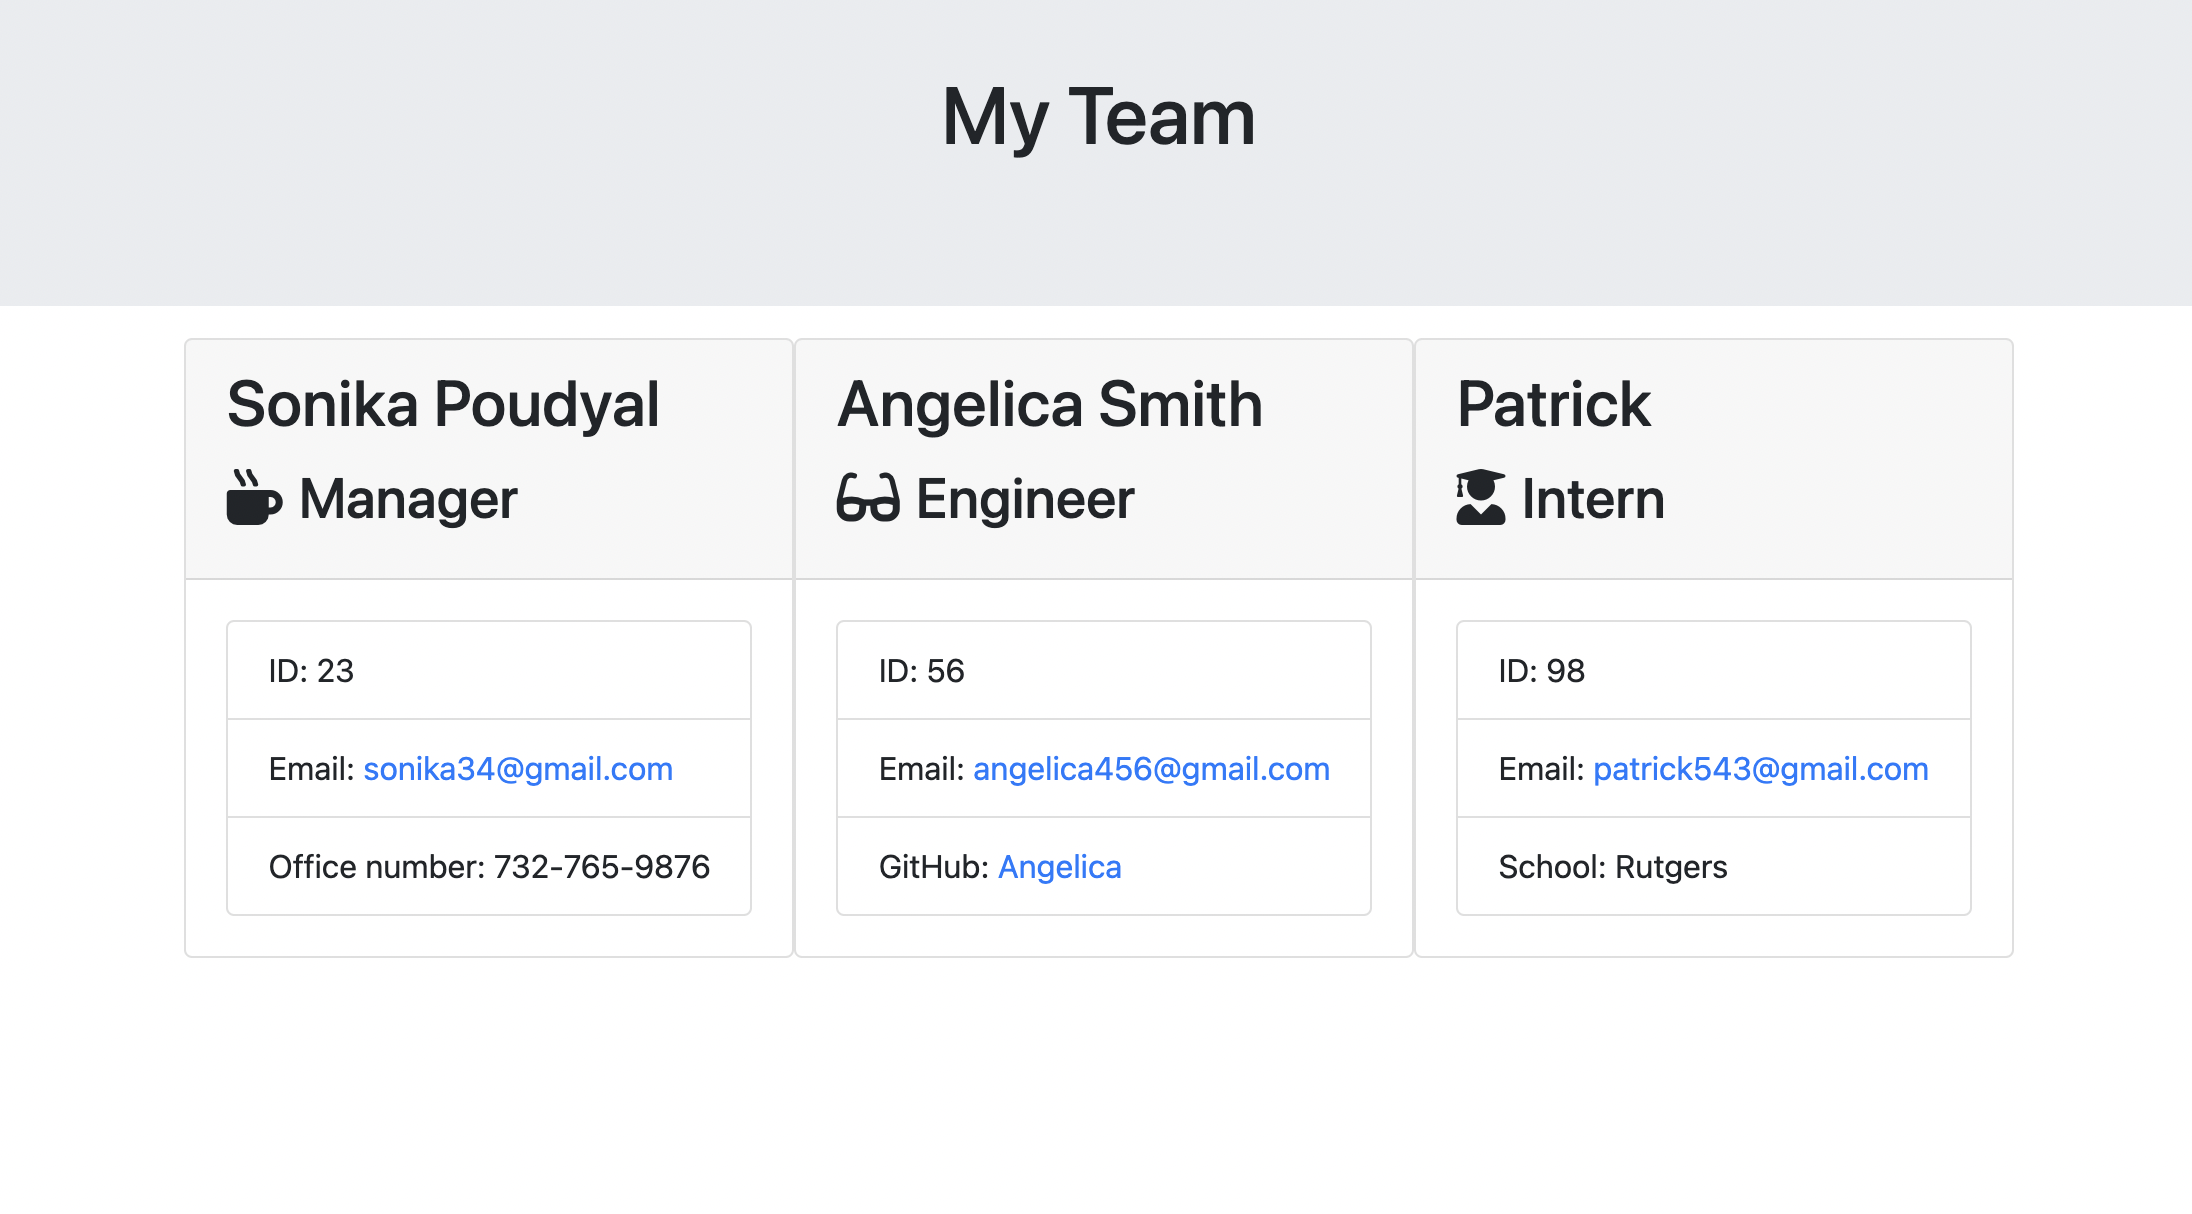 My Team
Sonika Poudyal
Manager
ID: 23
Email: sonika34@gmail.com
Office number: 732-765-9876
Angelica Smith
Engineer
ID: 56
Email: angelica456@gmail.com
GitHub: Angelica
Patrick
Intern
ID: 98
Email: patrick543@gmail.com
School: Rutgers